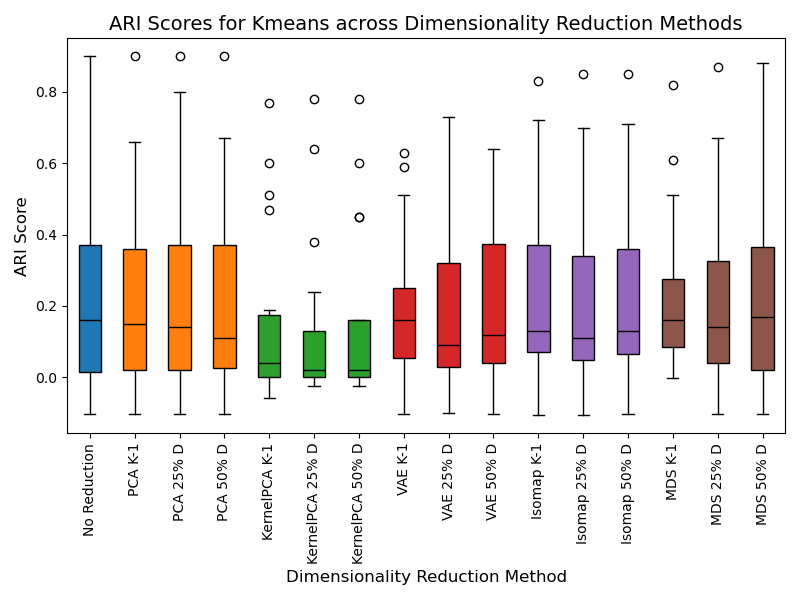 ARI Scores for Kmeans across Dimensionality Reduction Methods
ARI Score
0.8
0.6
0.4
0.2
0.0
No Reduction
PCA K-1
PCA 25% D
PCA 50% D
KernelPCA K-1
KernelPCA 25% D
KernelPCA 50% D
VAE K-1
VAE 25% D
VAE 50% D
Isomap K-1
Isomap 25% D
Isomap 50% D
MDS K-1
MDS 25% D
MDS 50% D
Dimensionality Reduction Method